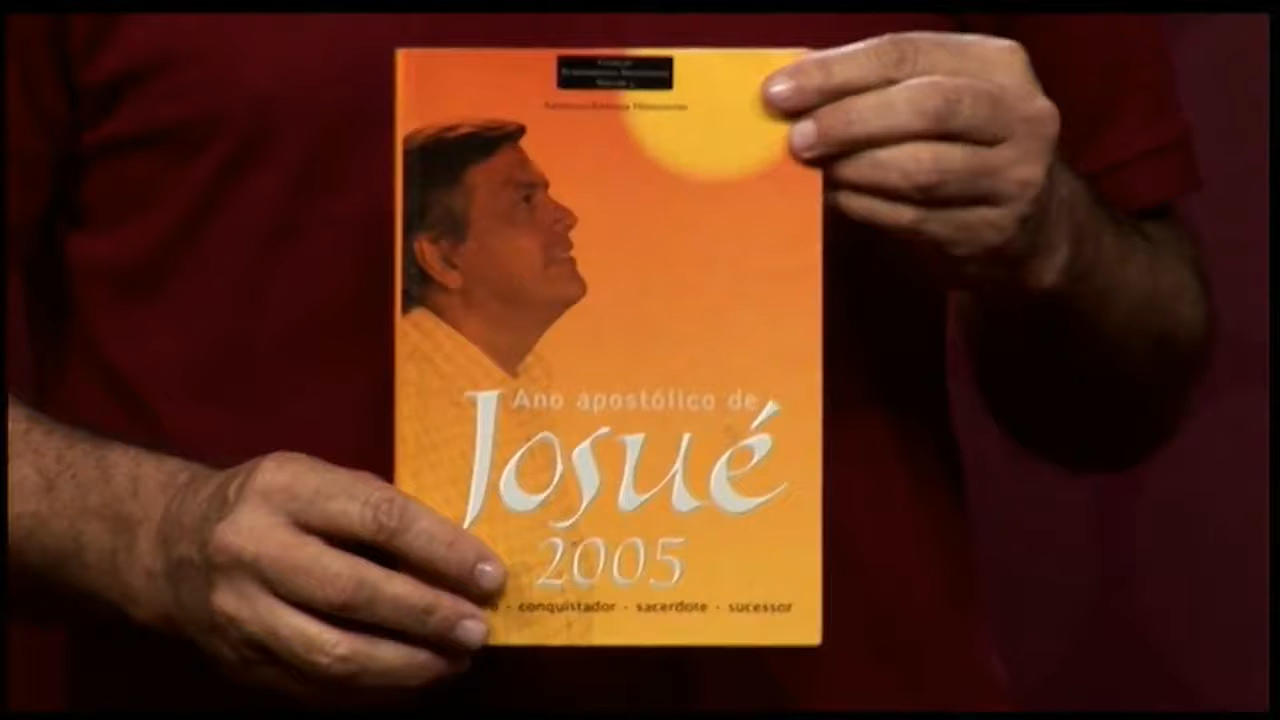 Ano apostólico de
Josué
2005
conquistador - sacerdote - sucessor